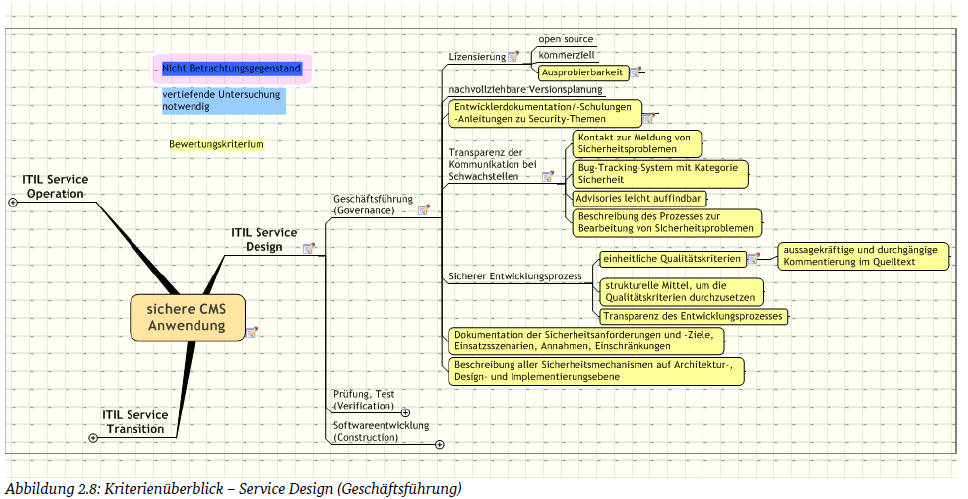 Nicht Betrachtungsgegenstand
vertiefende Untersuchung
notwendig
Bewertungskriterium
ITIL Service
Operation
ITIL Service
Design
sichere CMS
Anwendung
ITIL Service
Transition
Geschäftsführung
(Governance)
Lizensierung
open source
kommerziell
Ausprobierbarkeit
nachvollziehbare Versionsplanung
Entwicklerdokumentation/-Schulungen
-Anleitungen zu Security-Themen
Transparenz der
Kommunikation bei
Schwachstellen
Kontakt zur Meldung von
Sicherheitsproblemen
Bug-Tracking-System mit Kategorie
Sicherheit
Advisories leicht auffindbar
Beschreibung des Prozesses zur
Bearbeitung von Sicherheitsproblemen
Sicherer Entwicklungsprozess
einheitliche Qualitätskriterien
aussagekräftige und durchgängige
Kommentierung im Quelltext
strukturelle Mittel, um die
Qualitätskriterien durchzusetzen
Transparenz des Entwicklungsprozesses
Dokumentation der Sicherheitsanforderungen und -Ziele,
Einsatzsszenarien, Annahmen, Einschränkungen
Beschreibung aller Sicherheitsmechanismen auf Architektur-,
Design- und Implementierungsebene
Prüfung, Test
(Verification)
Softwareentwicklung
(Construction)
Abbildung 2.8: Kriterienüberblick – Service Design (Geschäftsführung)